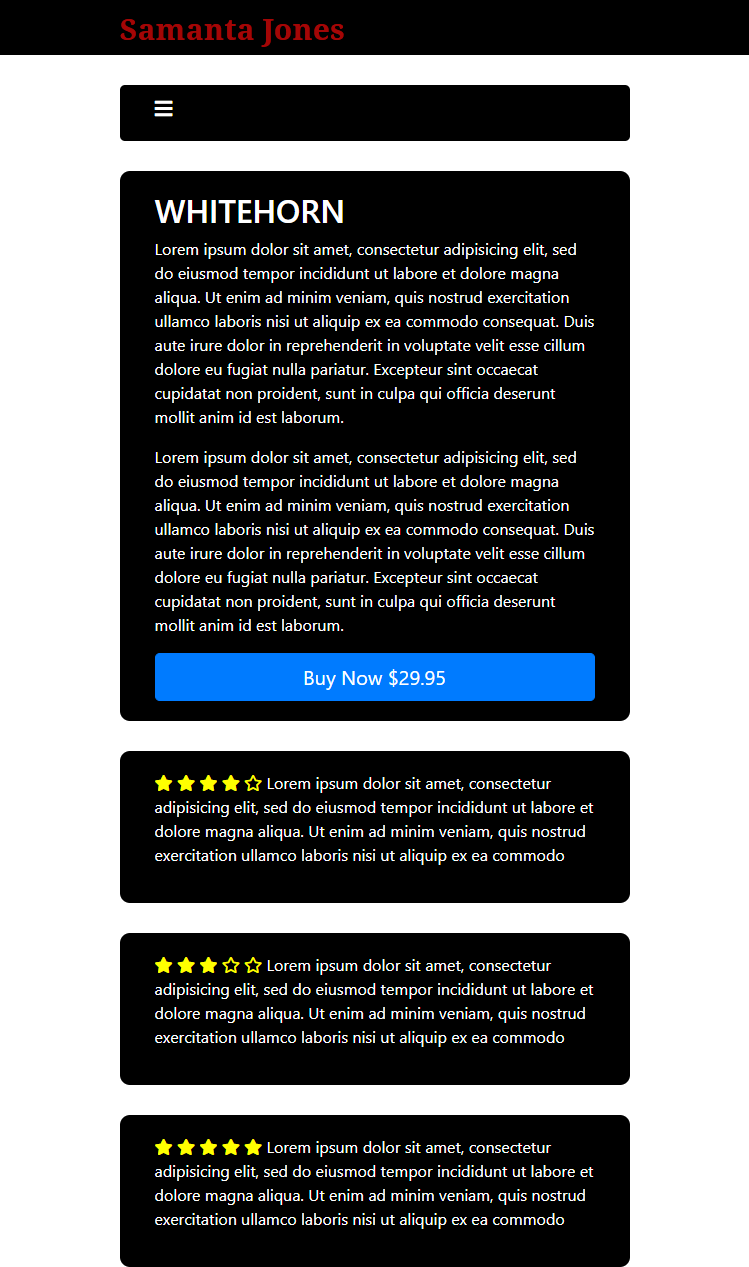 Samanta Jones
WHITEHORN
Lorem ipsum dolor sit amet, consectetur adipisicing elit, sed
do eiusmod tempor incididunt ut labore et dolore magna
aliqua. Ut enim ad minim veniam, quis nostrud exercitation
ullamco laboris nisi ut aliquip ex ea commodo consequat. Duis
aute irure dolor in reprehenderit in voluptate velit esse cillum
dolore eu fugiat nulla pariatur. Excepteur sint occaecat
cupidatat non proident, sunt in culpa qui officia deserunt
mollit anim id est laborum.
Lorem ipsum dolor sit amet, consectetur adipisicing elit, sed
do eiusmod tempor incididunt ut labore et dolore magna
aliqua. Ut enim ad minim veniam, quis nostrud exercitation
ullamco laboris nisi ut aliquip ex ea commodo consequat. Duis
aute irure dolor in reprehenderit in voluptate velit esse cillum
dolore eu fugiat nulla pariatur. Excepteur sint occaecat
cupidatat non proident, sunt in culpa qui officia deserunt
mollit anim id est laborum.
Buy Now $29.95
Lorem ipsum dolor sit amet, consectetur
adipisicing elit, sed do eiusmod tempor incididunt ut labore et
dolore magna aliqua. Ut enim ad minim veniam, quis nostrud
exercitation ullamco laboris nisi ut aliquip ex ea commodo
Lorem ipsum dolor sit amet, consectetur
adipisicing elit, sed do eiusmod tempor incididunt ut labore et
dolore magna aliqua. Ut enim ad minim veniam, quis nostrud
exercitation ullamco laboris nisi ut aliquip ex ea commodo
Lorem ipsum dolor sit amet, consectetur
adipisicing elit, sed do eiusmod tempor incididunt ut labore et
dolore magna aliqua. Ut enim ad minim veniam, quis nostrud
exercitation ullamco laboris nisi ut aliquip ex ea commodo